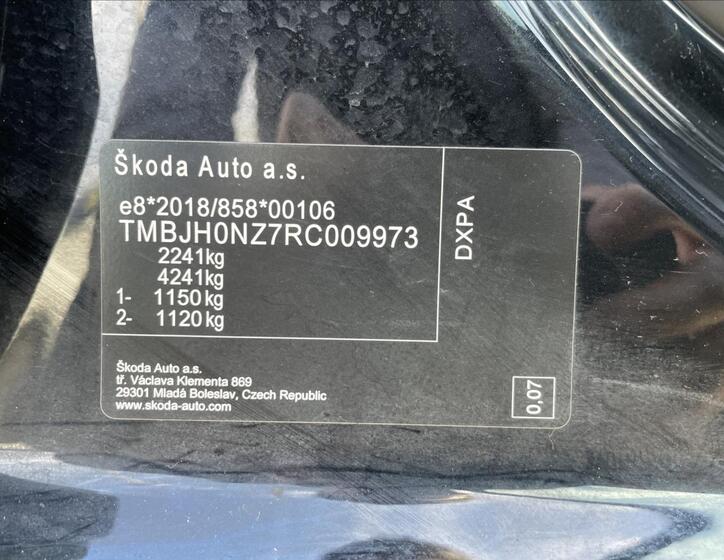 Škoda Auto a.s.
e8*2018/858*00106
TMBJH0NZ7RC009973
2241kg
4241kg
1- 1150kg
2- 1120kg
DXPA
Škoda Auto a.s.
tř. Václava Klementa 869
29301 Mladá Boleslav, Czech Republic
www.skoda-auto.com
0,07